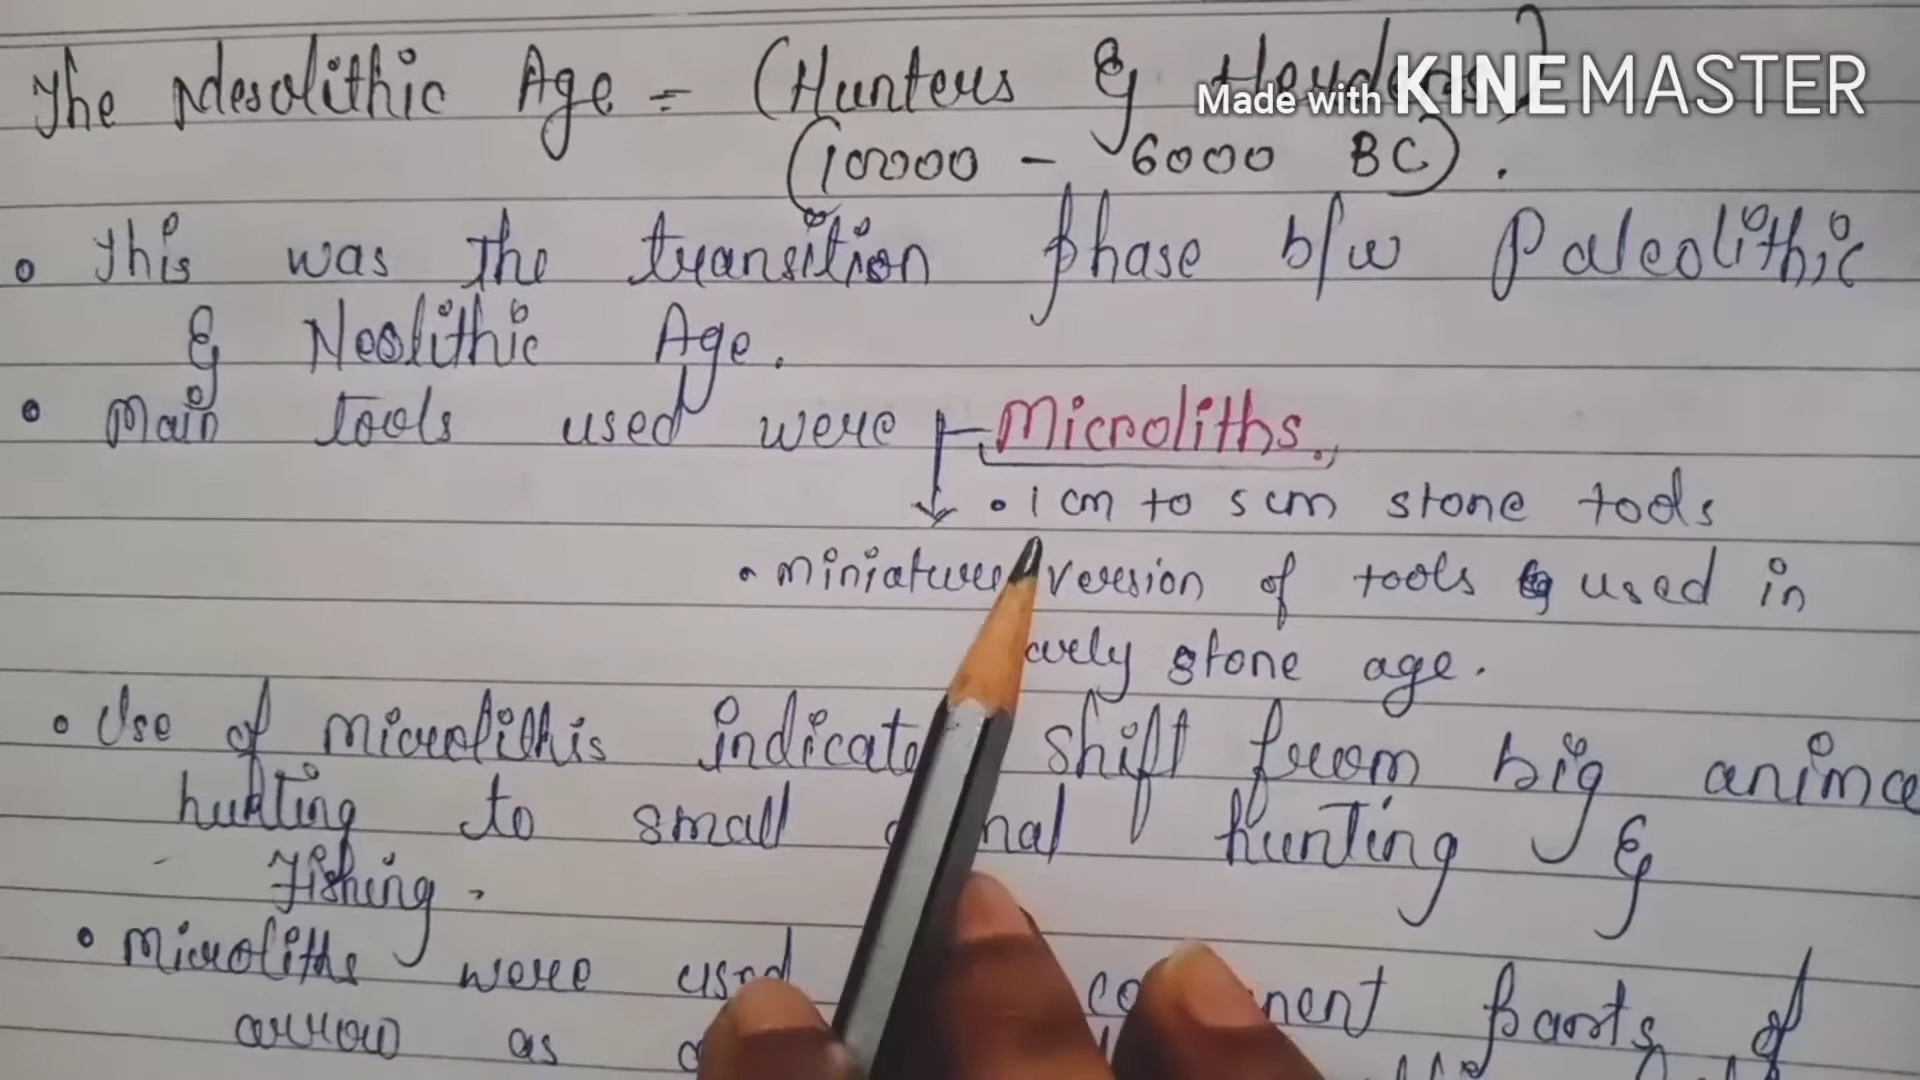 The Mesolithic Age = (Hunters & Herders)
Made with KINEMASTER
(10000 - 6000 BC).
• This was the transition phase b/w Paleolithic
& Neolithic Age.
• Main tools used were Microliths.
• 1 cm to 5 cm stone tools
• miniature version of tools used in
early stone age.
• Use of microlithis indicate shift from big
hunting to small hunting &
Fishing.
• Microliths were used parts of
arrow as